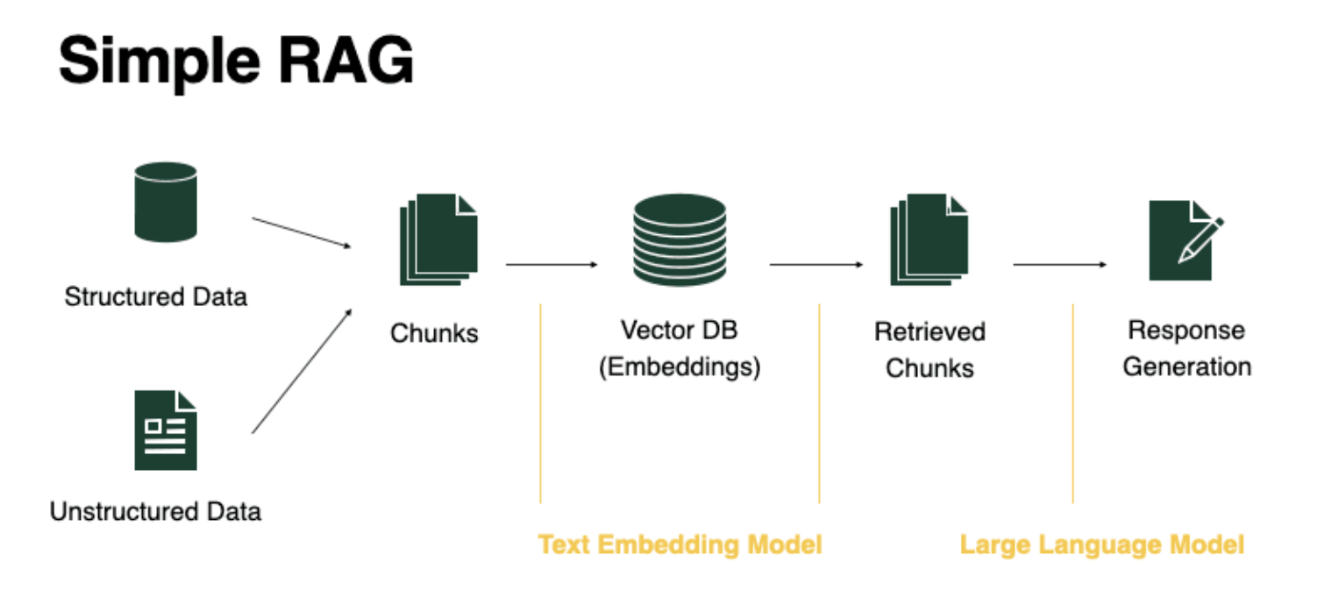 Simple RAG
Structured Data
Unstructured Data
Chunks
Vector DB
(Embeddings)
Retrieved
Chunks
Response
Generation
Text Embedding Model
Large Language Model